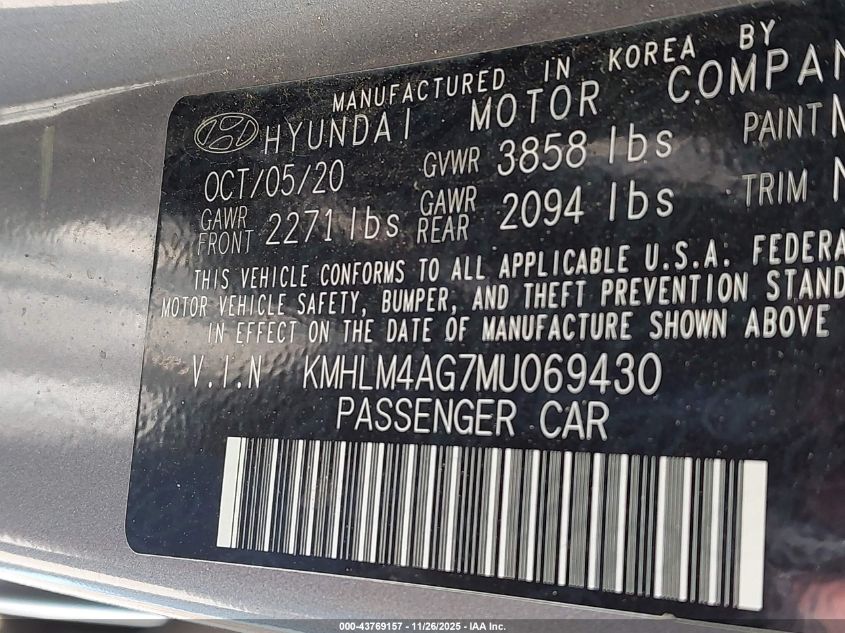 MANUFACTURED IN KOREA BY
HYUNDAI MOTOR COMPAN
OCT/05/20 GVWR 3858 lbs PAINT
GAWR FRONT 2271 lbs GAWR REAR 2094 lbs TRIM
THIS VEHICLE CONFORMS TO ALL APPLICABLE U.S.A. FEDERA
MOTOR VEHICLE SAFETY, BUMPER, AND THEFT PREVENTION STAND
IN EFFECT ON THE DATE OF MANUFACTURE SHOWN ABOVE
V.I.N KMHLM4AG7MU069430
PASSENGER CAR
000-43769157 - 11/26/2025 - IAA Inc.